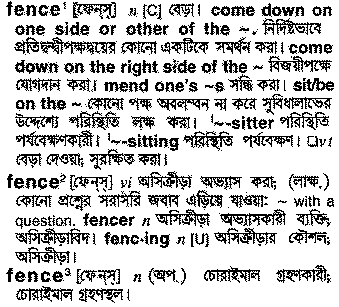 fence¹ [ফেন্স্] n [C] বেড়া। come down on
one side or other of the ~. নির্দিষ্টভাবে
প্রতিদ্বন্দ্বীপক্ষদ্বয়ের কোনো একটিকে সমর্থন করা। come
down on the right side of the ~ বিজয়ীপক্ষে
যোগদান করা। mend one's ~s সন্ধি করা। sit/be
on the ~ কোনো পক্ষ অবলম্বন না করে সুবিধালাভের
উদ্দেশ্যে পরিস্থিতি লক্ষ করা। ˈ~-sitter পরিস্থিতি
পর্যবেক্ষণকারী। ˈ~-sitting পরিস্থিতি পর্যবেক্ষণ। □vt
বেড়া দেওয়া; সুরক্ষিত করা।
fence² [ফেন্স্] vi অসিক্রীড়া অভ্যাস করা; (লাক্ষ.)
কোনো প্রশ্নের সরাসরি জবাব এড়িয়ে যাওয়া: ~ with a
question. fencer n অসিক্রীড়া অভ্যাসকারী ব্যক্তি,
অসিক্রীড়াবিদ। fenc·ing n [U] অসিক্রীড়ার কৌশল;
অসিক্রীড়া।
fence³ [ফেন্স্] n (অপ.) চোরাইমাল গ্রহণকারী;
চোরাইমাল গ্রহণস্থল।